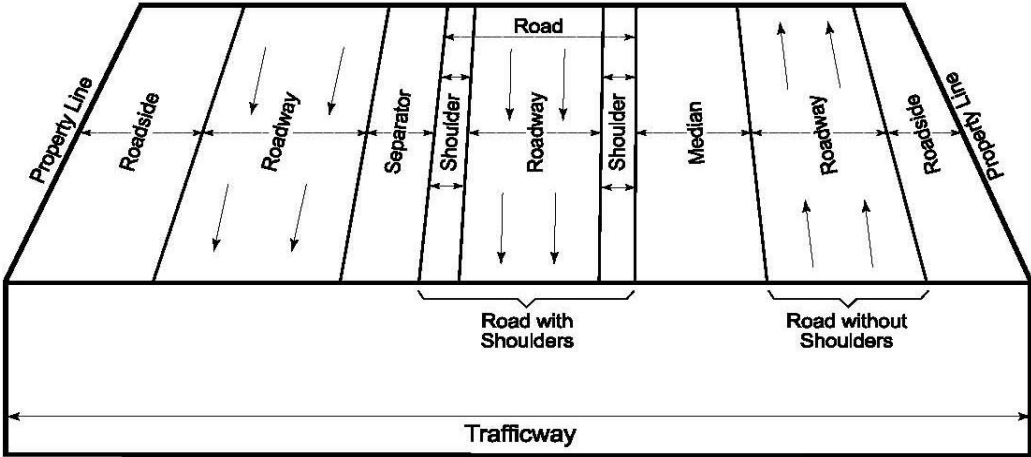 Road
Property Line
Roadside
Roadway
Separator
Shoulder
Roadway
Shoulder
Median
Roadway
Roadside
Property Line
Road with
Shoulders
Road without
Shoulders
Trafficway